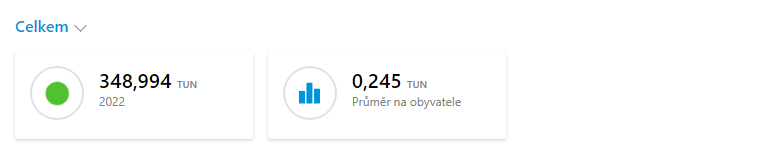 Celkem
348,994 TUN
2022
0,245 TUN
Průměr na obyvatele